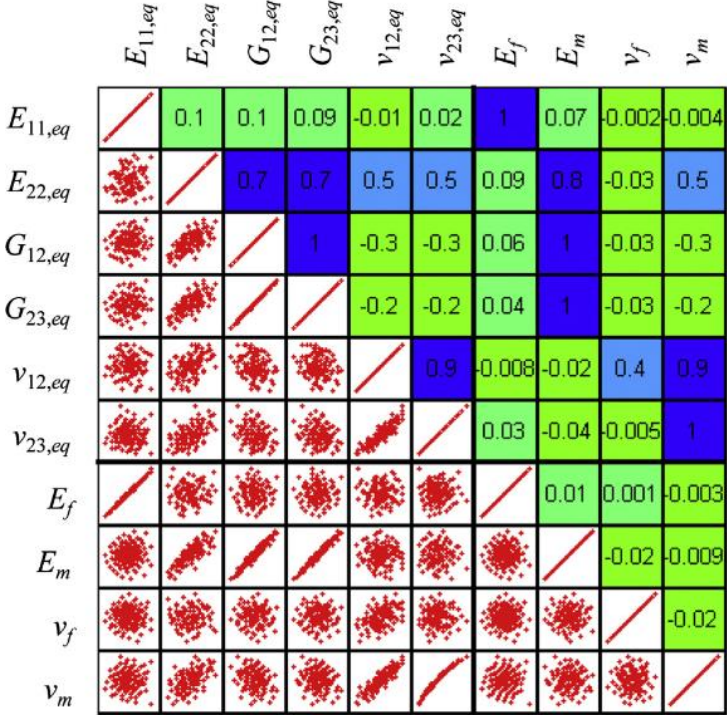 E11,eq E22,eq G12,eq G23,eq v12,eq v23,eq Ef Em vf vm
E11,eq 0.1 0.1 0.09 -0.01 0.02 1 0.07 -0.002 -0.004
E22,eq 0.7 0.7 0.5 0.5 0.09 0.8 -0.03 0.5
G12,eq 1 -0.3 -0.3 0.06 1 -0.03 -0.3
G23,eq -0.2 -0.2 0.04 1 -0.03 -0.2
v12,eq 0.9 -0.008 -0.02 0.4 0.9
v23,eq 0.03 -0.04 -0.005 1
Ef 0.01 0.001 -0.003
Em -0.02 -0.009
vf -0.02
vm